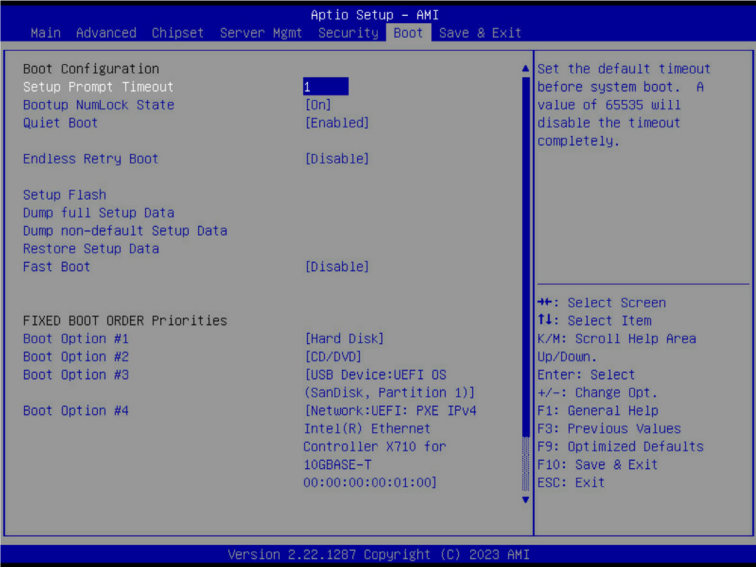 Aptio Setup – AMI
Main Advanced Chipset Server Mgmt Security Boot Save & Exit
Boot Configuration
Setup Prompt Timeout 1
Bootup NumLock State [On]
Quiet Boot [Enabled]
Endless Retry Boot [Disable]
Setup Flash
Dump full Setup Data
Dump non-default Setup Data
Restore Setup Data
Fast Boot [Disable]
FIXED BOOT ORDER Priorities
Boot Option #1 [Hard Disk]
Boot Option #2 [CD/DVD]
Boot Option #3 [USB Device:UEFI OS
(SanDisk, Partition 1)]
Boot Option #4 [Network:UEFI: PXE IPv4
Intel(R) Ethernet
Controller X710 for
10GBASE-T
00:00:00:00:01:00]
Set the default timeout
before system boot. A
value of 65535 will
disable the timeout
completely.
→←: Select Screen
↑↓: Select Item
K/M: Scroll Help Area
Up/Down.
Enter: Select
+/-: Change Opt.
F1: General Help
F3: Previous Values
F9: Optimized Defaults
F10: Save & Exit
ESC: Exit
Version 2.22.1287 Copyright (C) 2023 AMI